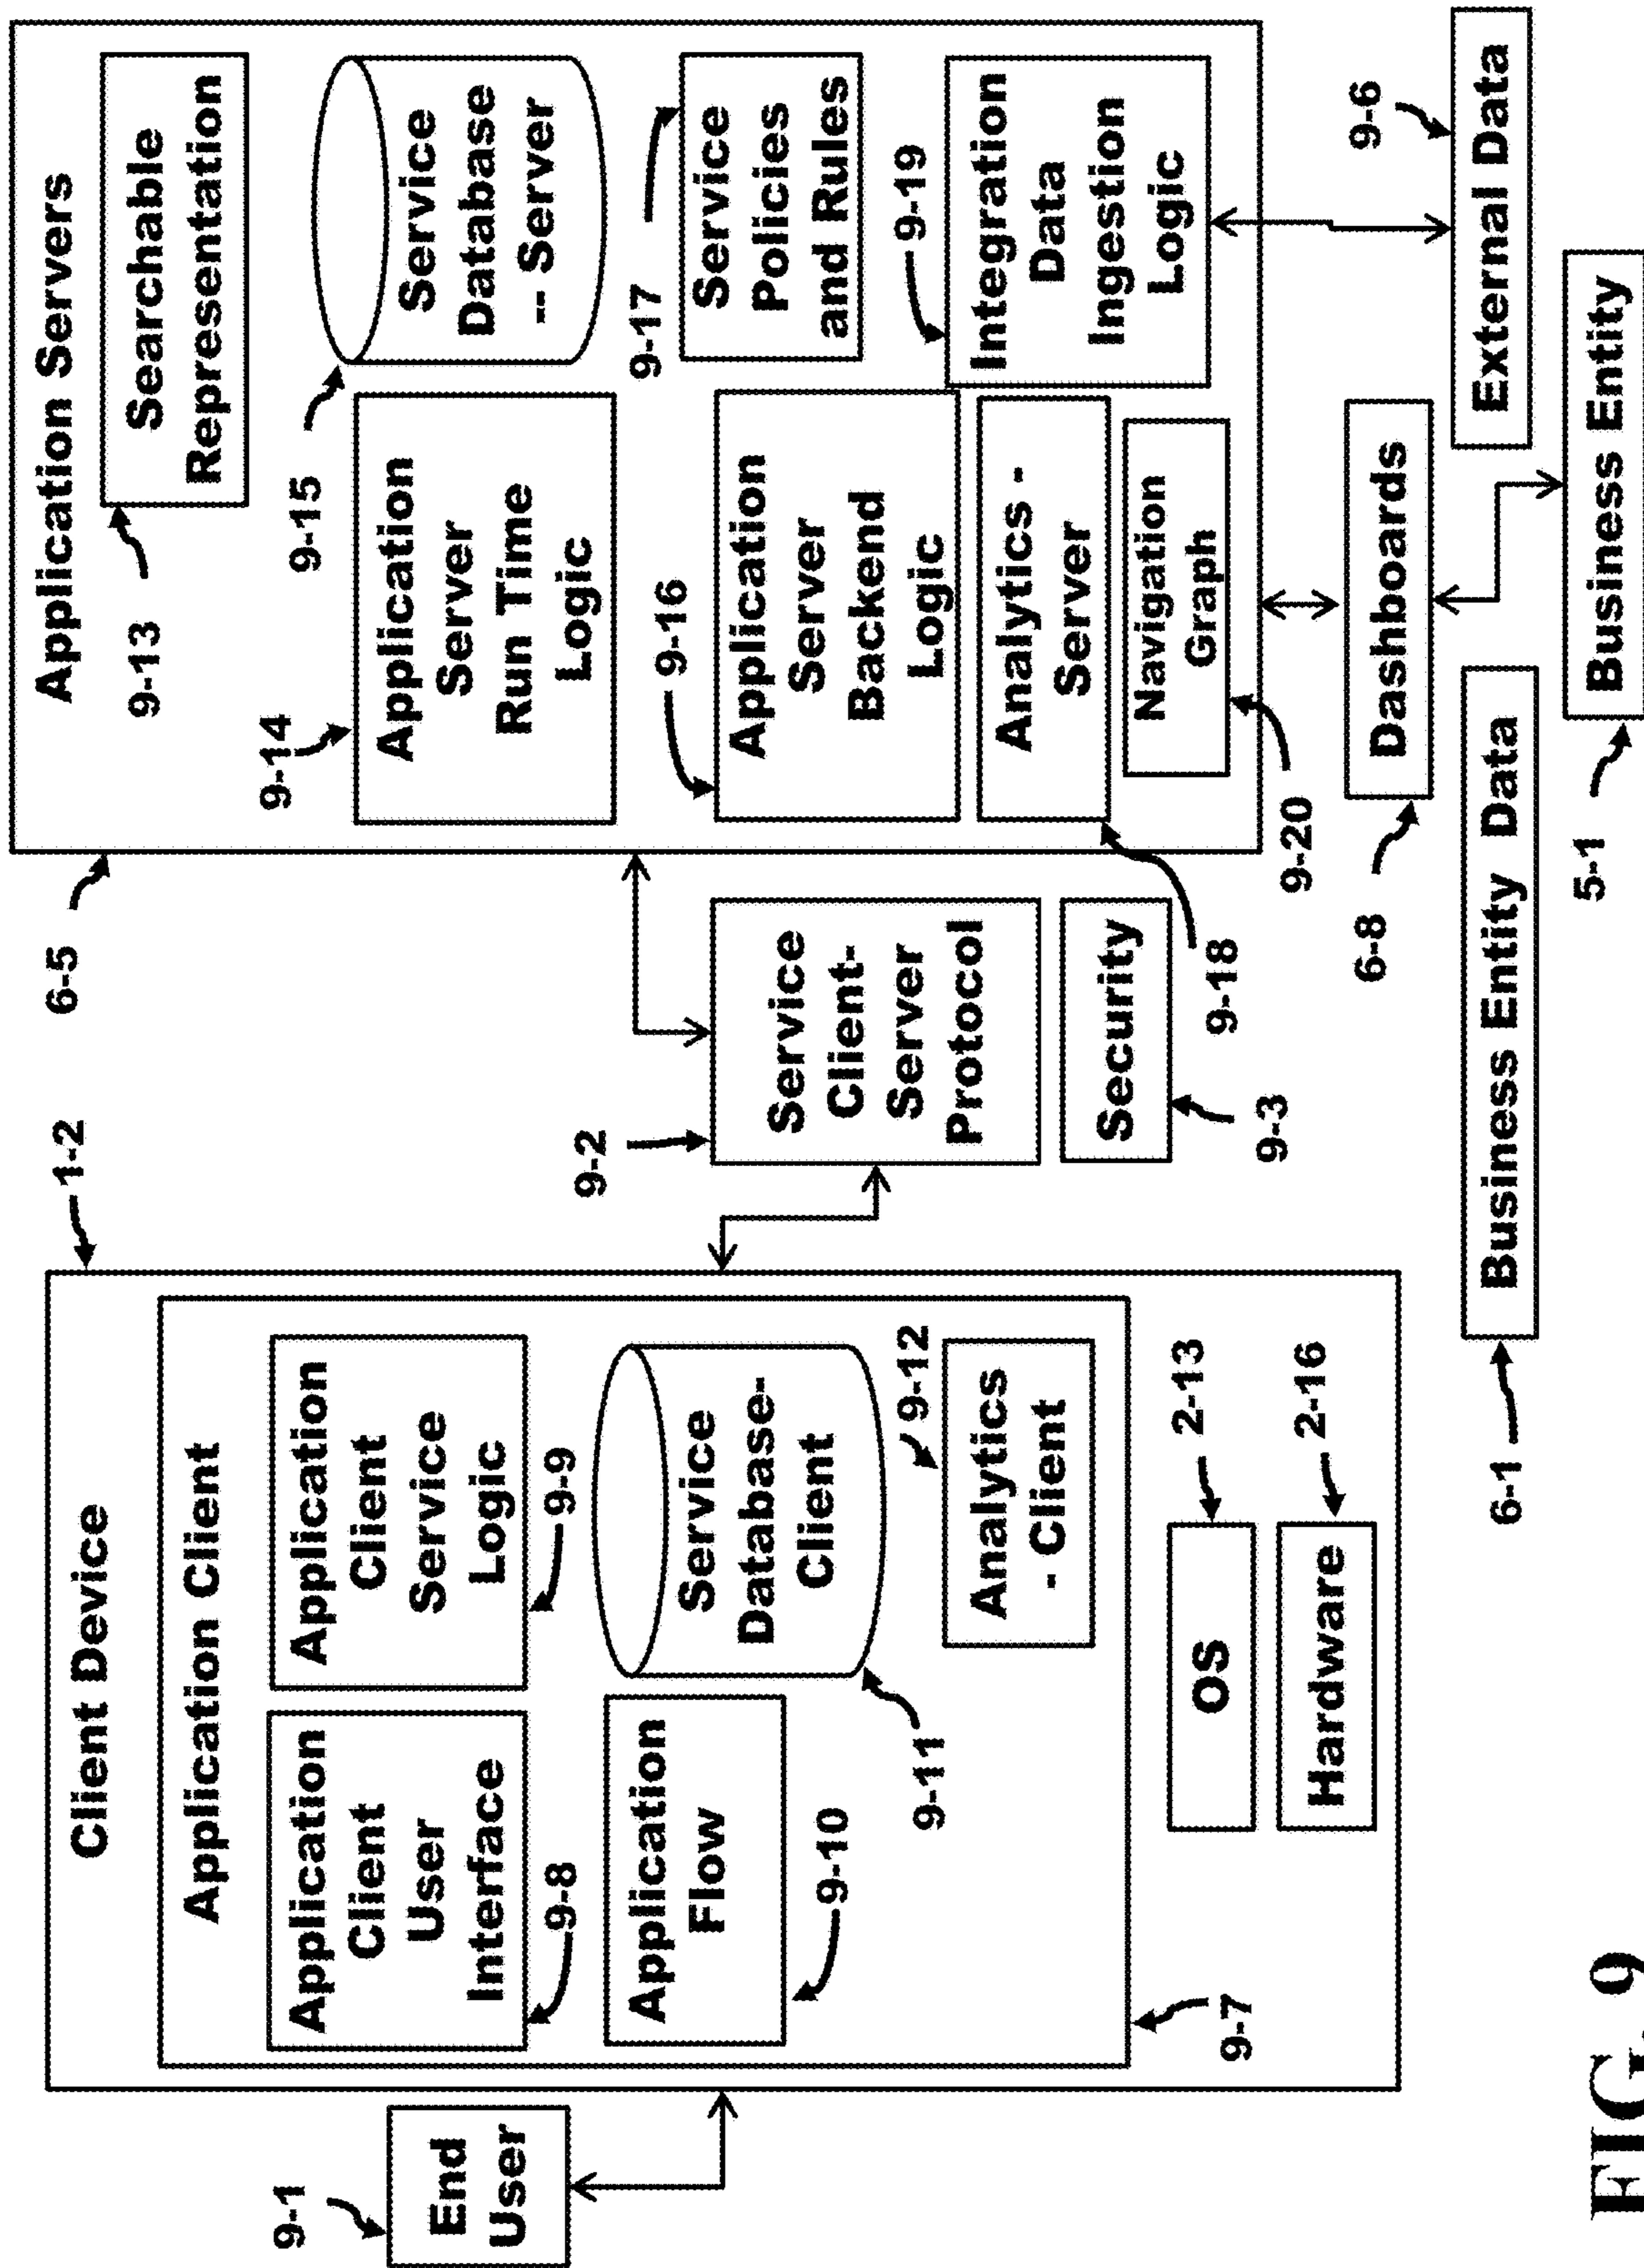 Client Device
1-2
Application Client
Application
Client
User
Interface
9-8
Application
Client
Service
Logic
9-9
Application
Flow
9-10
Service
Database-
Client
9-11
9-12
Analytics
- Client
9-7
OS
2-13
Hardware
2-16
9-1
End
User
9-2
Service
Client-
Server
Protocol
Security
9-3
6-5
Application Servers
9-13
Searchable
Representation
9-14
Application
Server
Run Time
Logic
9-15
Service
Database
-- Server
9-16
Application
Server
Backend
Logic
9-17
Service
Policies
and Rules
Analytics -
Server
9-18
9-19
Integration
Data
Ingestion
Logic
Navigation
Graph
9-20
6-8
Dashboards
9-6
External Data
6-1
Business Entity Data
5-1
Business Entity
FIG. 9